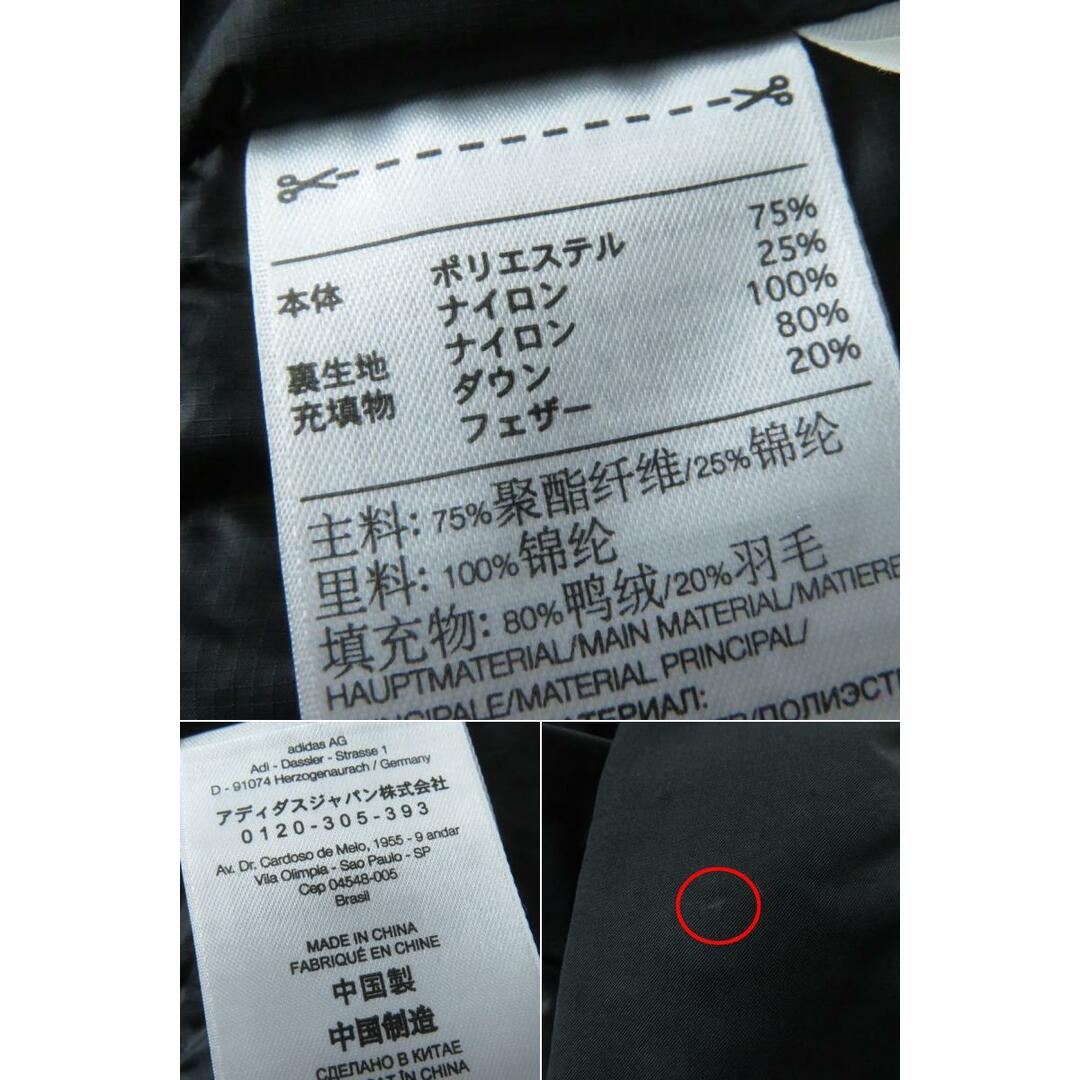 本体 ポリエステル 75%
ナイロン 25%
裏生地 ナイロン 100%
充填物 ダウン 80%
フェザー 20%
主料: 75%聚酯纤维/25%锦纶
里料: 100%锦纶
填充物: 80%鸭绒/20%羽毛
HAUPTMATERIAL/MAIN MATERIAL/MATIERE
PRINCIPALE/MATERIAL PRINCIPAL/
adidas AG
Adi - Dassler - Strasse 1
D - 91074 Herzogenaurach / Germany
アディダスジャパン株式会社
0120-305-393
Av. Dr. Cardoso de Melo, 1955 - 9 andar
Vila Olimpia - Sao Paulo - SP
Cep 04548-005
Brasil
MADE IN CHINA
FABRIQUÉ EN CHINE
中国製
中国制造
СДЕЛАНО В КИТАЕ
IN CHINA